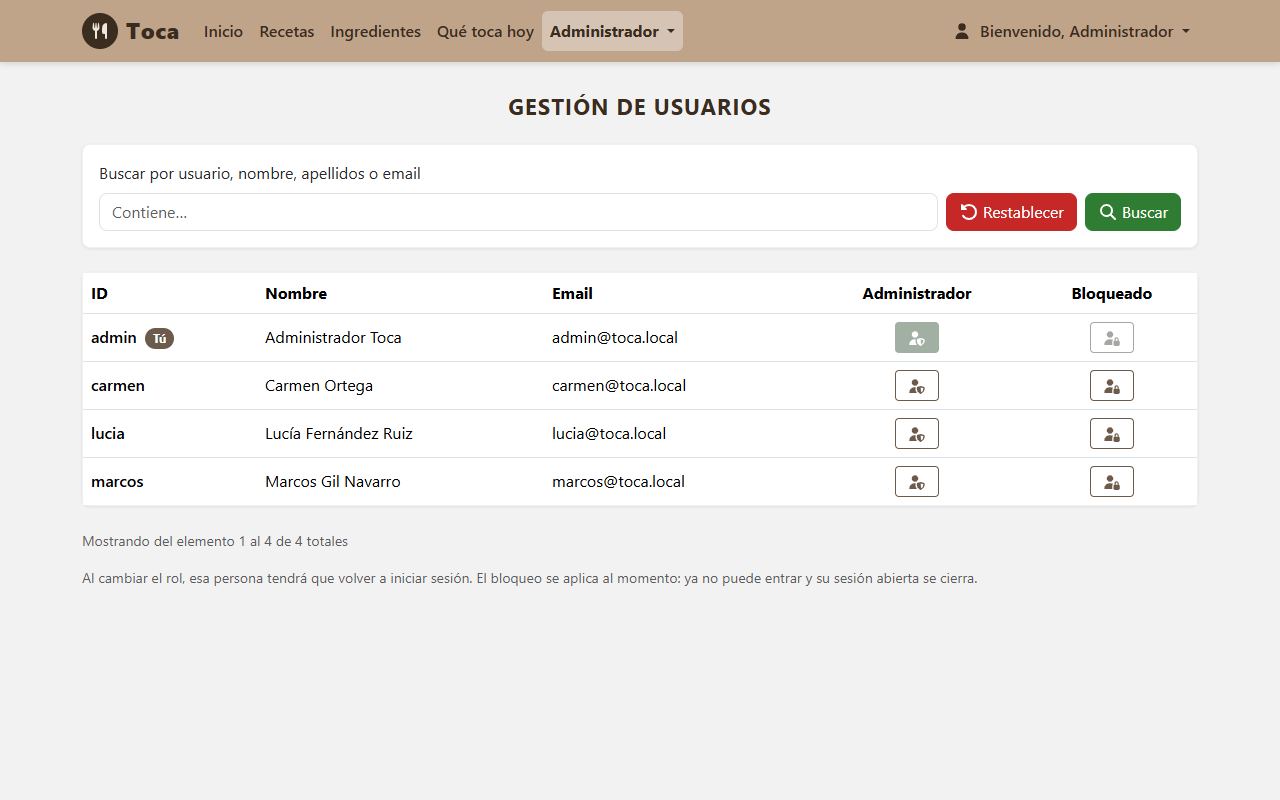 Toca Inicio Recetas Ingredientes Qué toca hoy Administrador Bienvenido, Administrador
GESTIÓN DE USUARIOS
Buscar por usuario, nombre, apellidos o email
Contiene... Restablecer Buscar
ID Nombre Email Administrador Bloqueado
admin Tú Administrador Toca admin@toca.local
carmen Carmen Ortega carmen@toca.local
lucia Lucía Fernández Ruiz lucia@toca.local
marcos Marcos Gil Navarro marcos@toca.local
Mostrando del elemento 1 al 4 de 4 totales
Al cambiar el rol, esa persona tendrá que volver a iniciar sesión. El bloqueo se aplica al momento: ya no puede entrar y su sesión abierta se cierra.